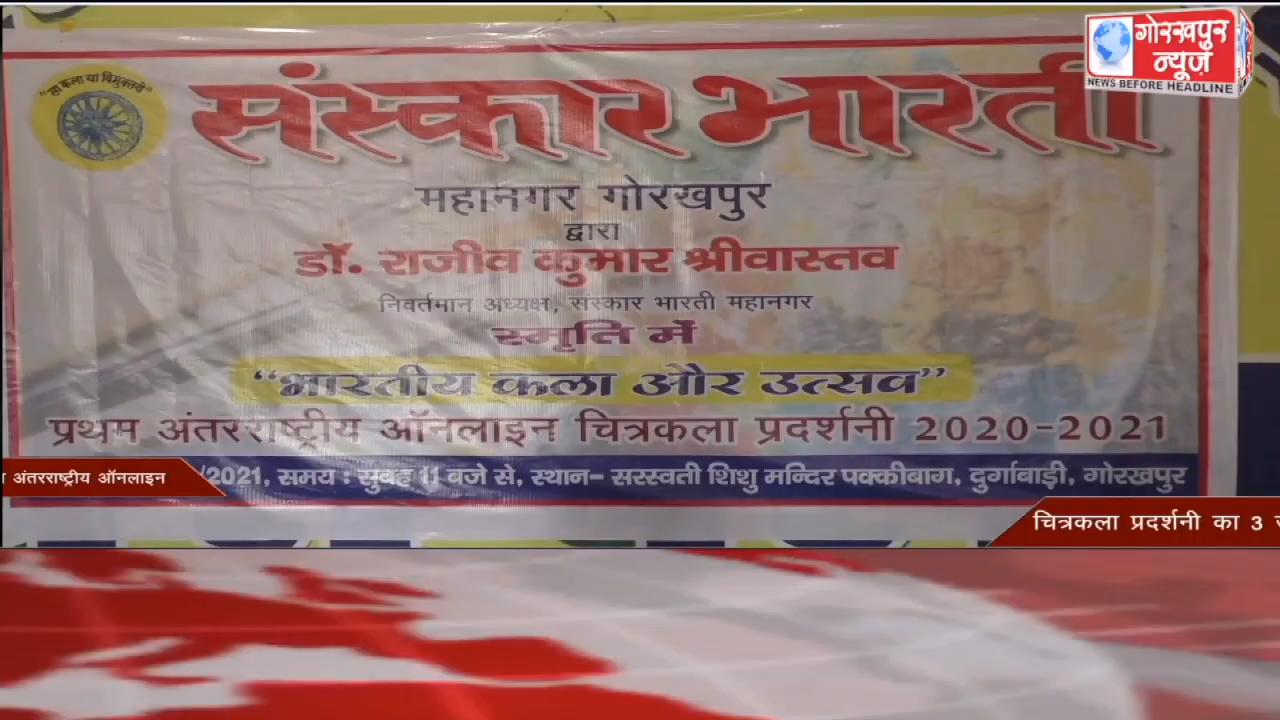 गोरखपुर
न्यूज़
NEWS BEFORE HEADLINE
"सा कला या विमुक्तये"
संस्कार भारती
महानगर गोरखपुर
द्वारा
डॉ. राजीव कुमार श्रीवास्तव
निवर्तमान अध्यक्ष, संस्कार भारती महानगर
स्मृति में
"भारतीय कला और उत्सव"
प्रथम अंतरराष्ट्रीय ऑनलाइन चित्रकला प्रदर्शनी 2020-2021
/2021, समय : सुबह 11 बजे से, स्थान- सरस्वती शिशु मन्दिर पक्कीबाग, दुर्गाबाड़ी, गोरखपुर
अंतरराष्ट्रीय ऑनलाइन
चित्रकला प्रदर्शनी का 3